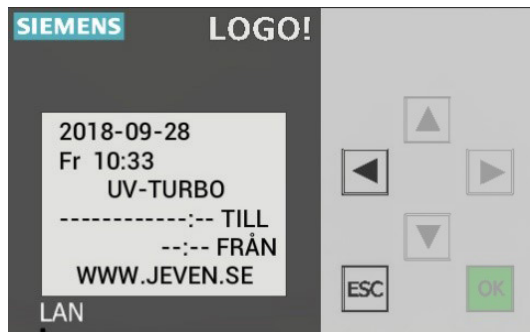 SIEMENS LOGO!
2018-09-28
Fr 10:33
UV-TURBO
------------:-- TILL
--:-- FRÅN
WWW.JEVEN.SE
ESC OK
LAN